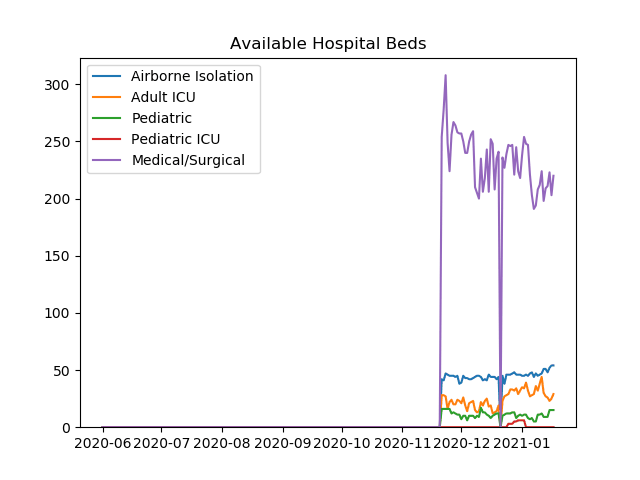 Available Hospital Beds
Airborne Isolation
Adult ICU
Pediatric
Pediatric ICU
Medical/Surgical
300
250
200
150
100
50
0
2020-06 2020-07 2020-08 2020-09 2020-10 2020-11 2020-12 2021-01